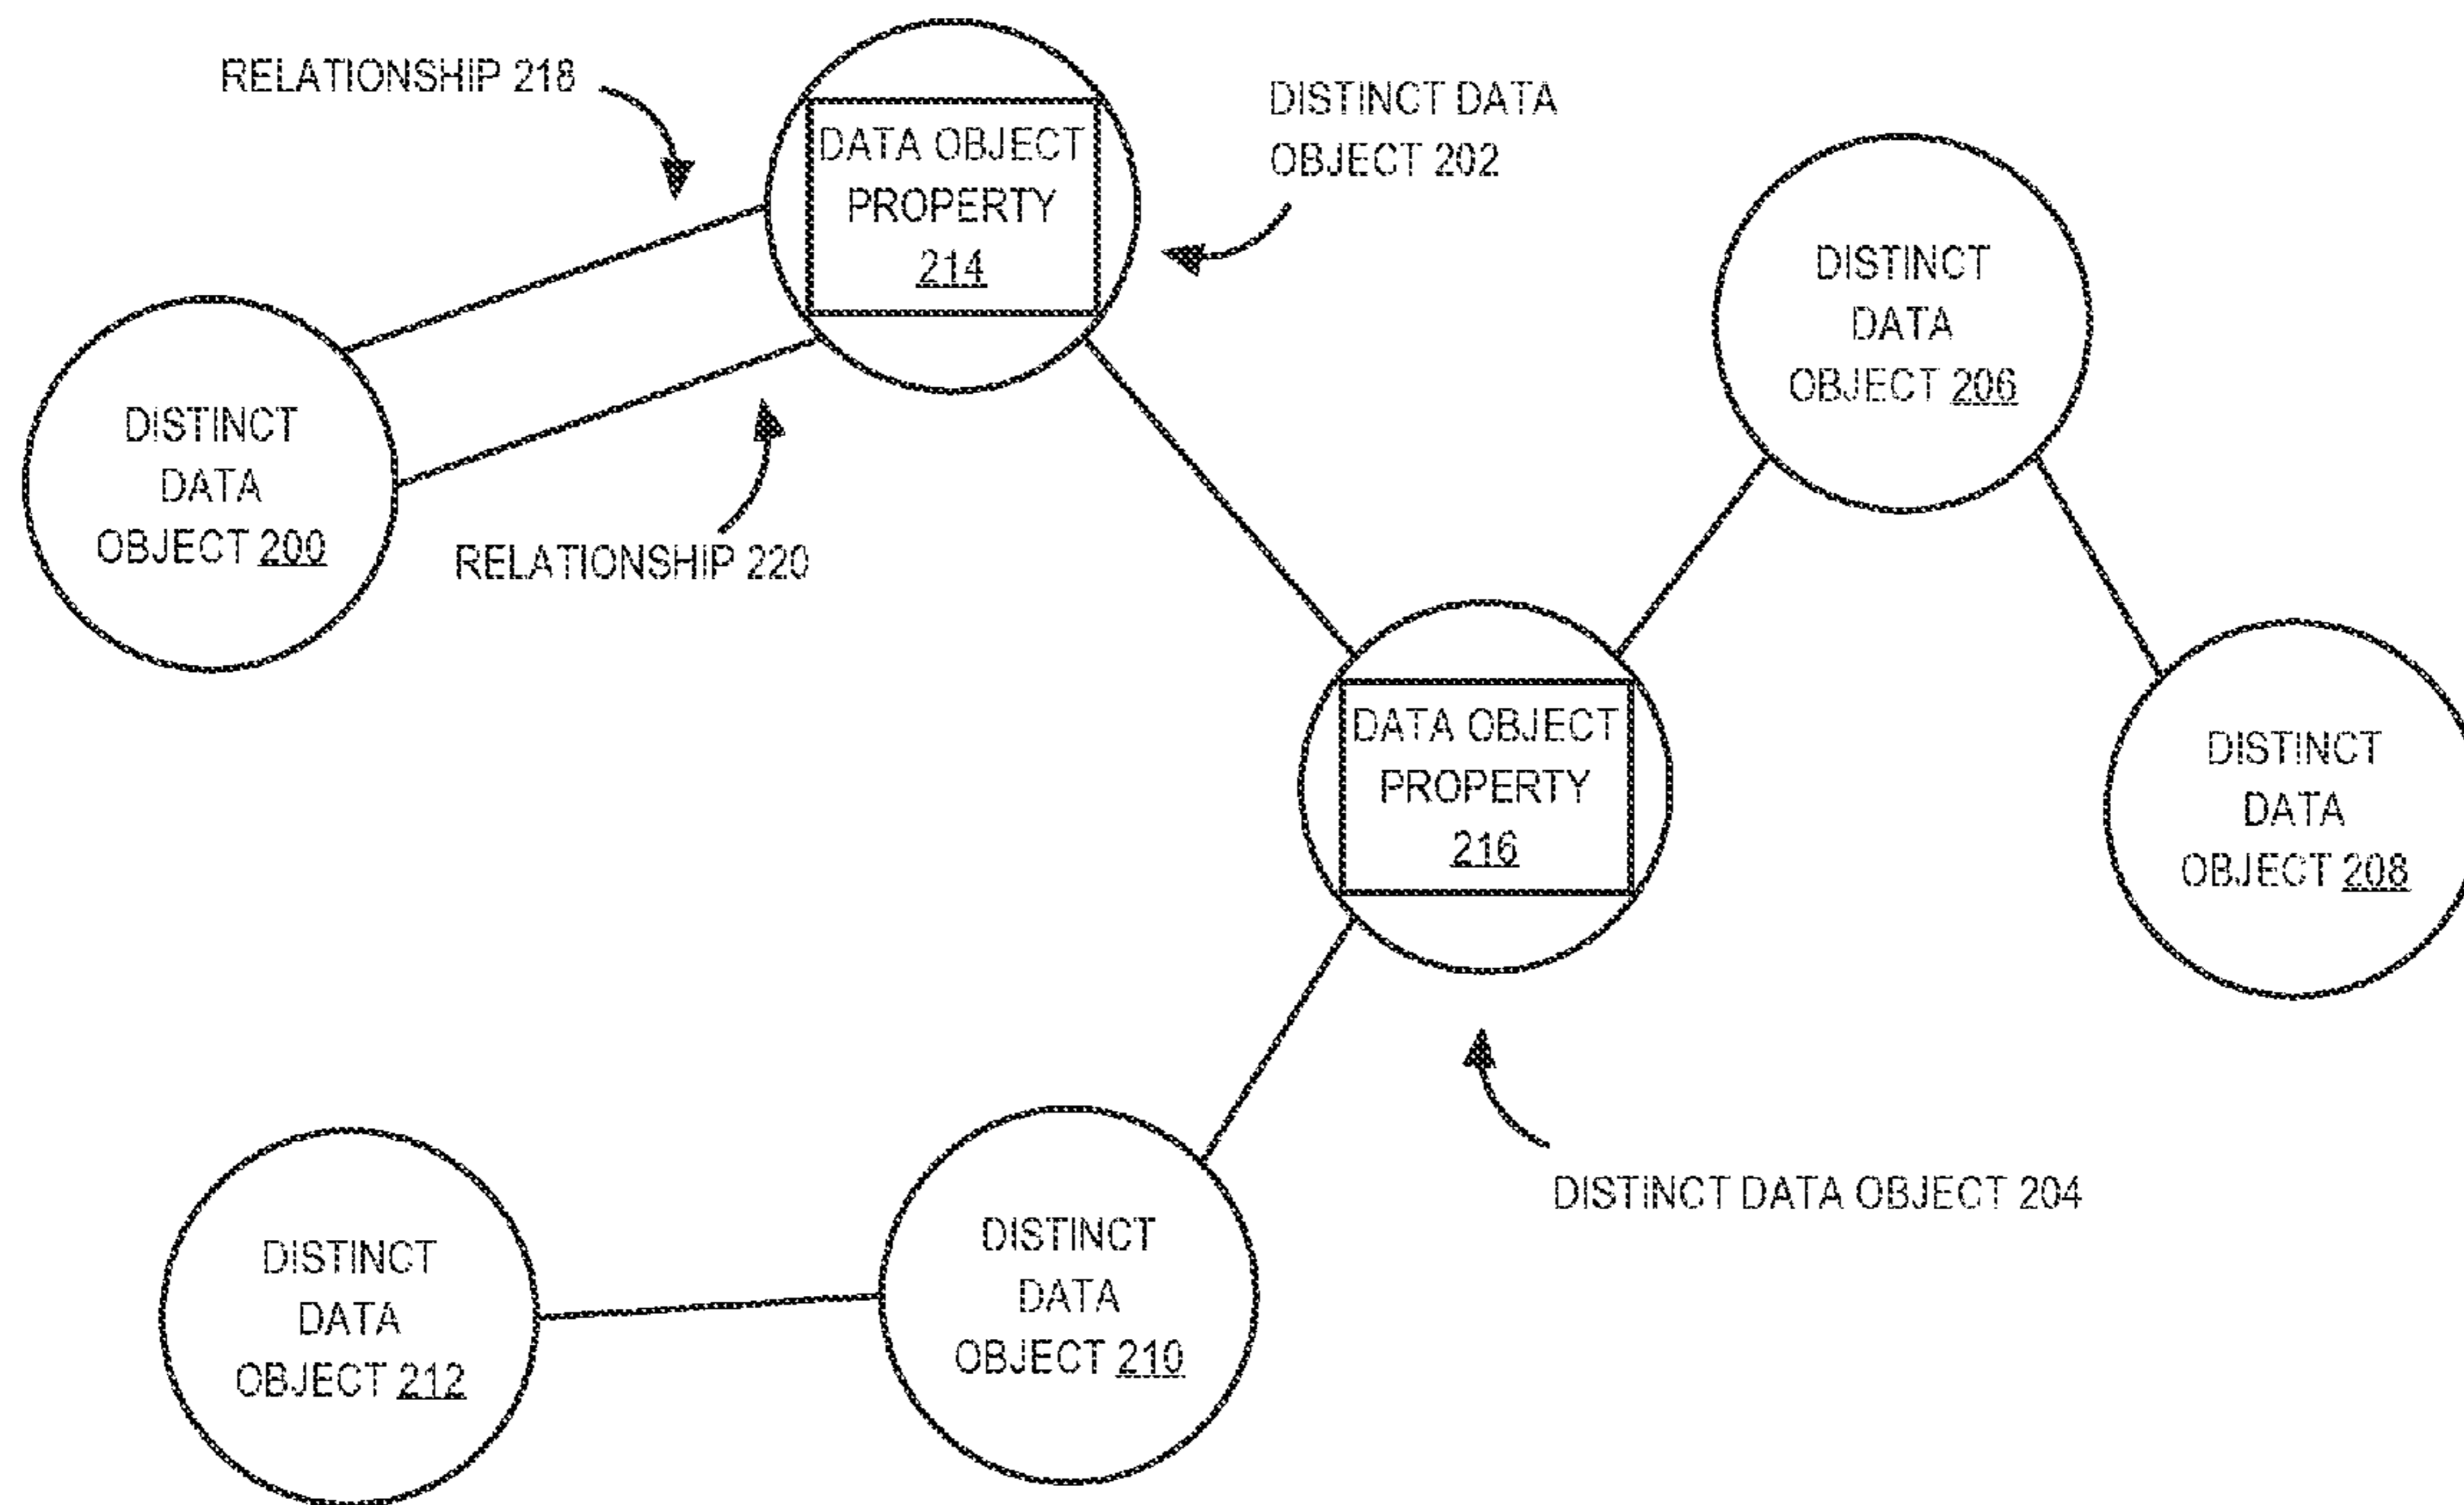 RELATIONSHIP 218
DATA OBJECT
PROPERTY
214
DISTINCT DATA
OBJECT 202
DISTINCT
DATA
OBJECT 206
DISTINCT
DATA
OBJECT 200
RELATIONSHIP 220
DATA OBJECT
PROPERTY
216
DISTINCT
DATA
OBJECT 208
DISTINCT DATA OBJECT 204
DISTINCT
DATA
OBJECT 212
DISTINCT
DATA
OBJECT 210